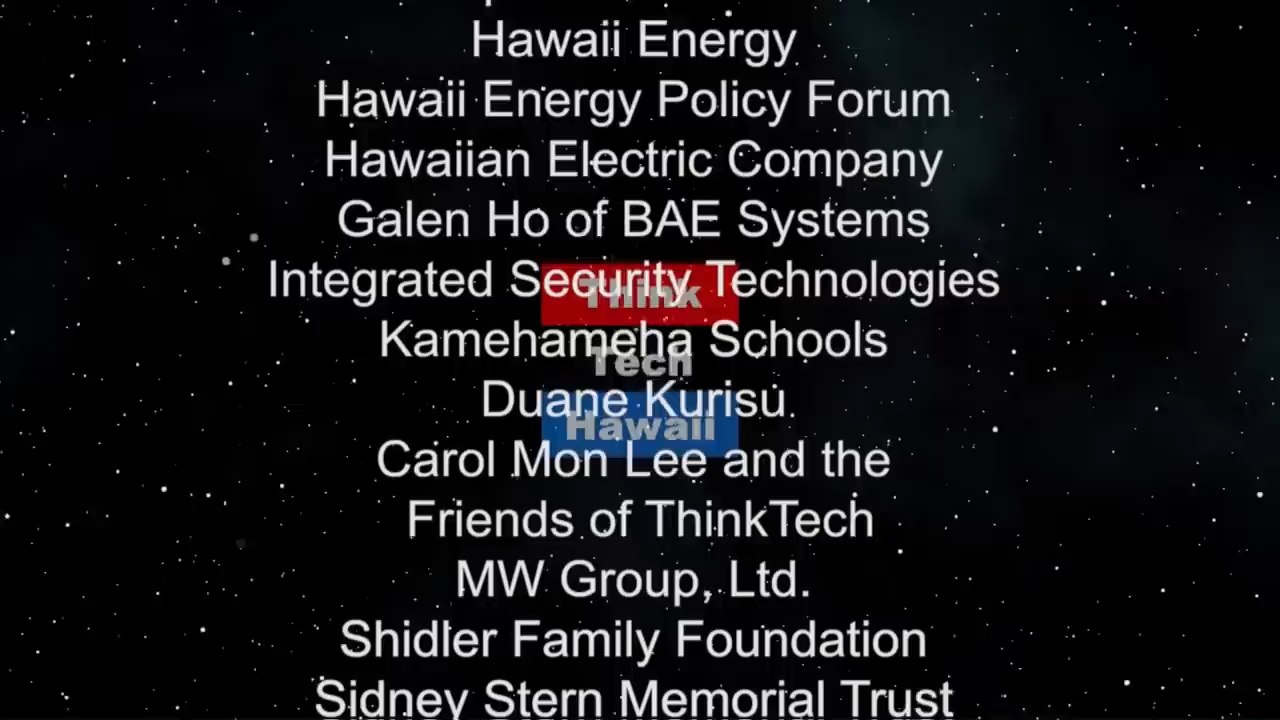 Hawaii Energy
Hawaii Energy Policy Forum
Hawaiian Electric Company
Galen Ho of BAE Systems
Integrated Security Technologies
Think
Kamehameha Schools
Tech
Duane Kurisu
Hawaii
Carol Mon Lee and the
Friends of ThinkTech
MW Group, Ltd.
Shidler Family Foundation
Sidney Stern Memorial Trust